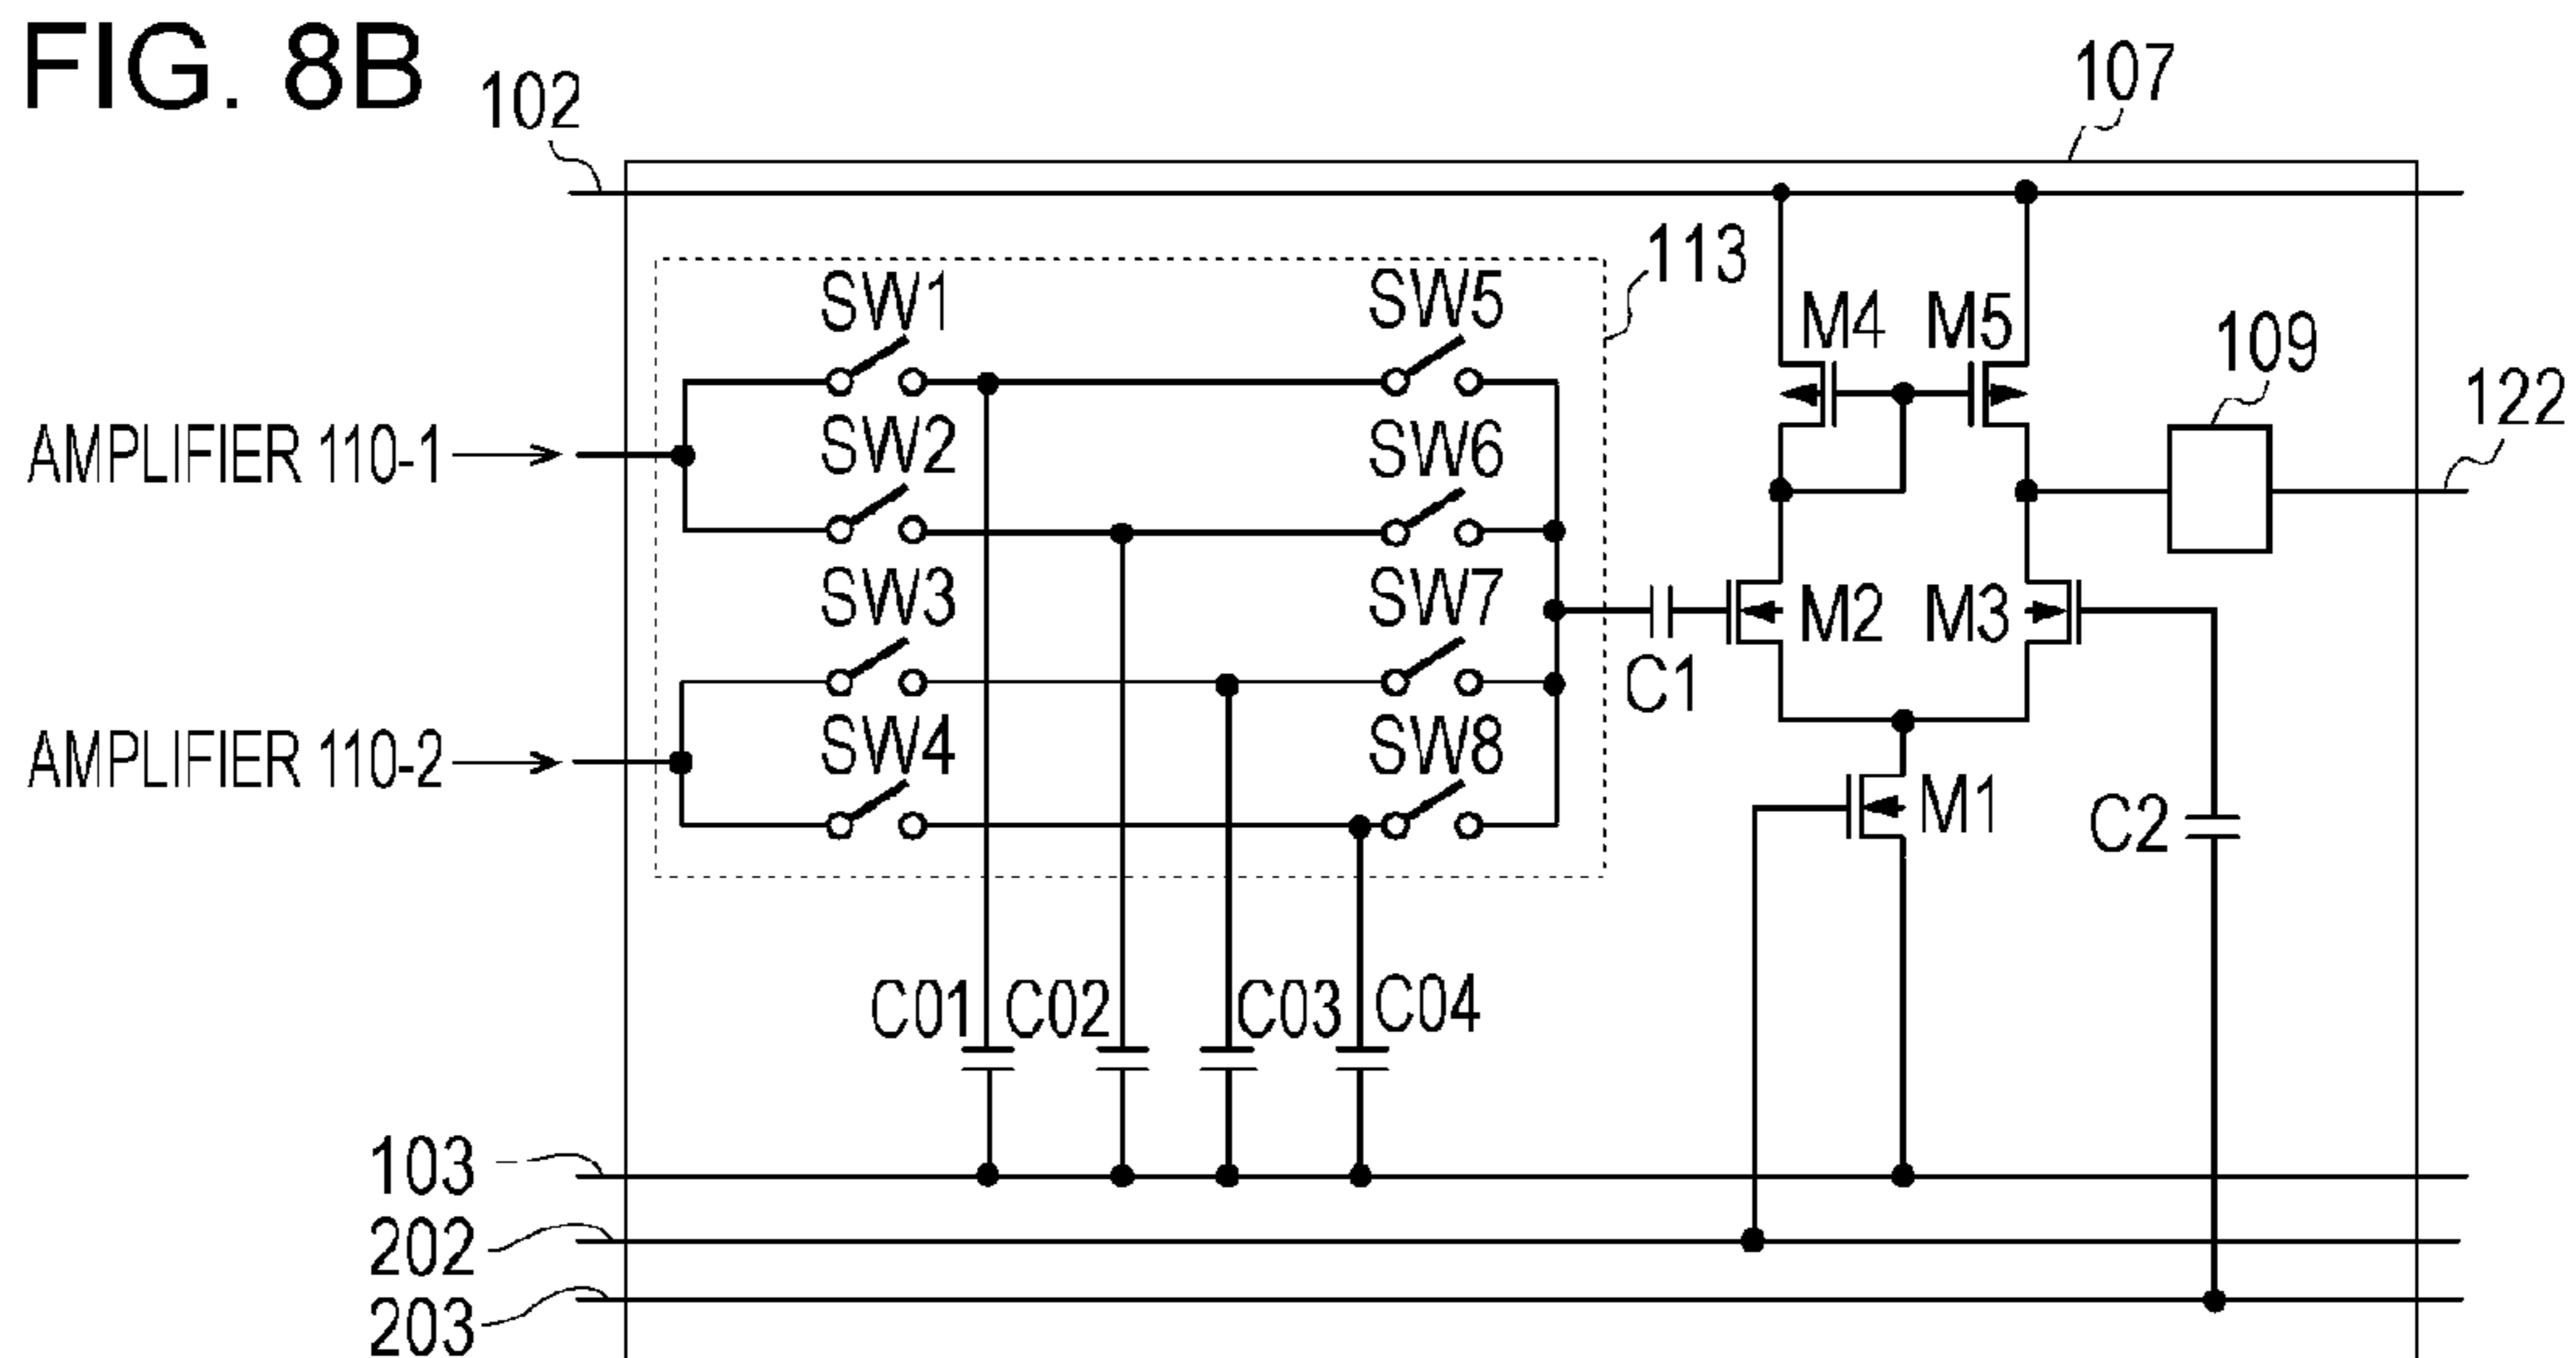 FIG. 8B
102
107
113
SW1
SW5
M4
M5
109
122
AMPLIFIER 110-1
SW2
SW6
SW3
SW7
M2
M3
C1
AMPLIFIER 110-2
SW4
SW8
M1
C2
C01
C02
C03
C04
103
202
203